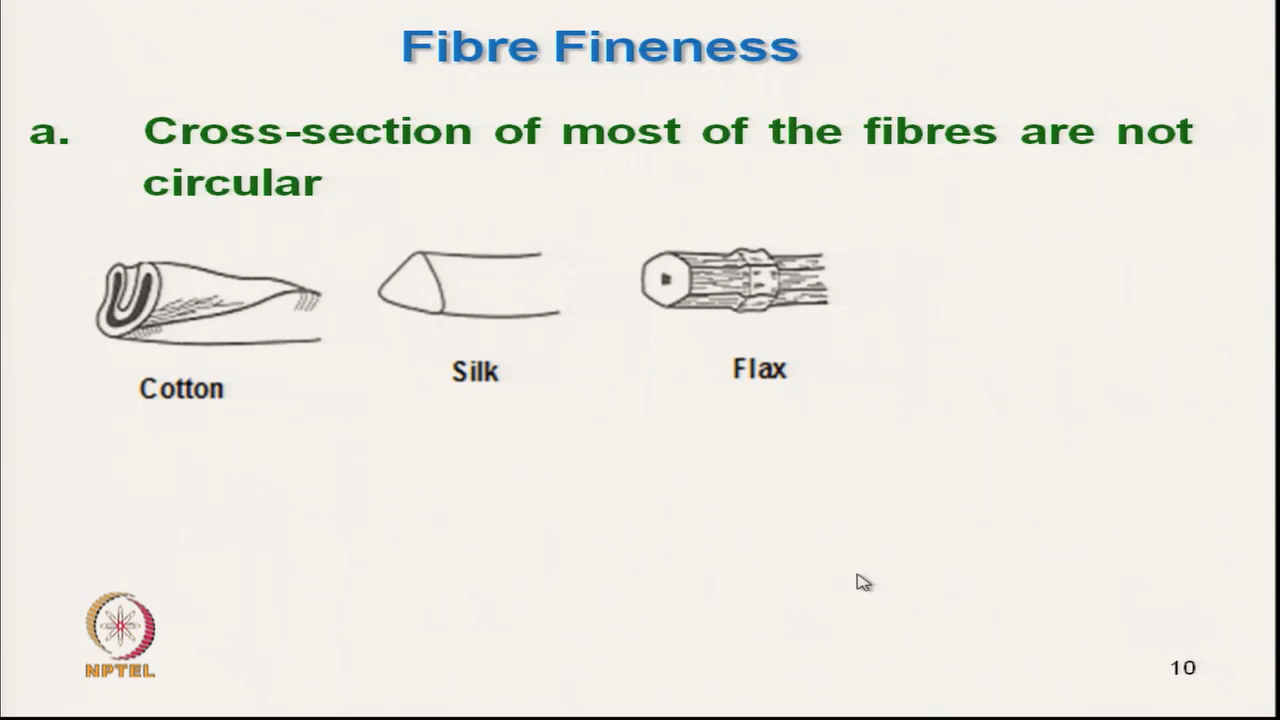 Fibre Fineness
a. Cross-section of most of the fibres are not
circular
Cotton
Silk
Flax
NPTEL
10